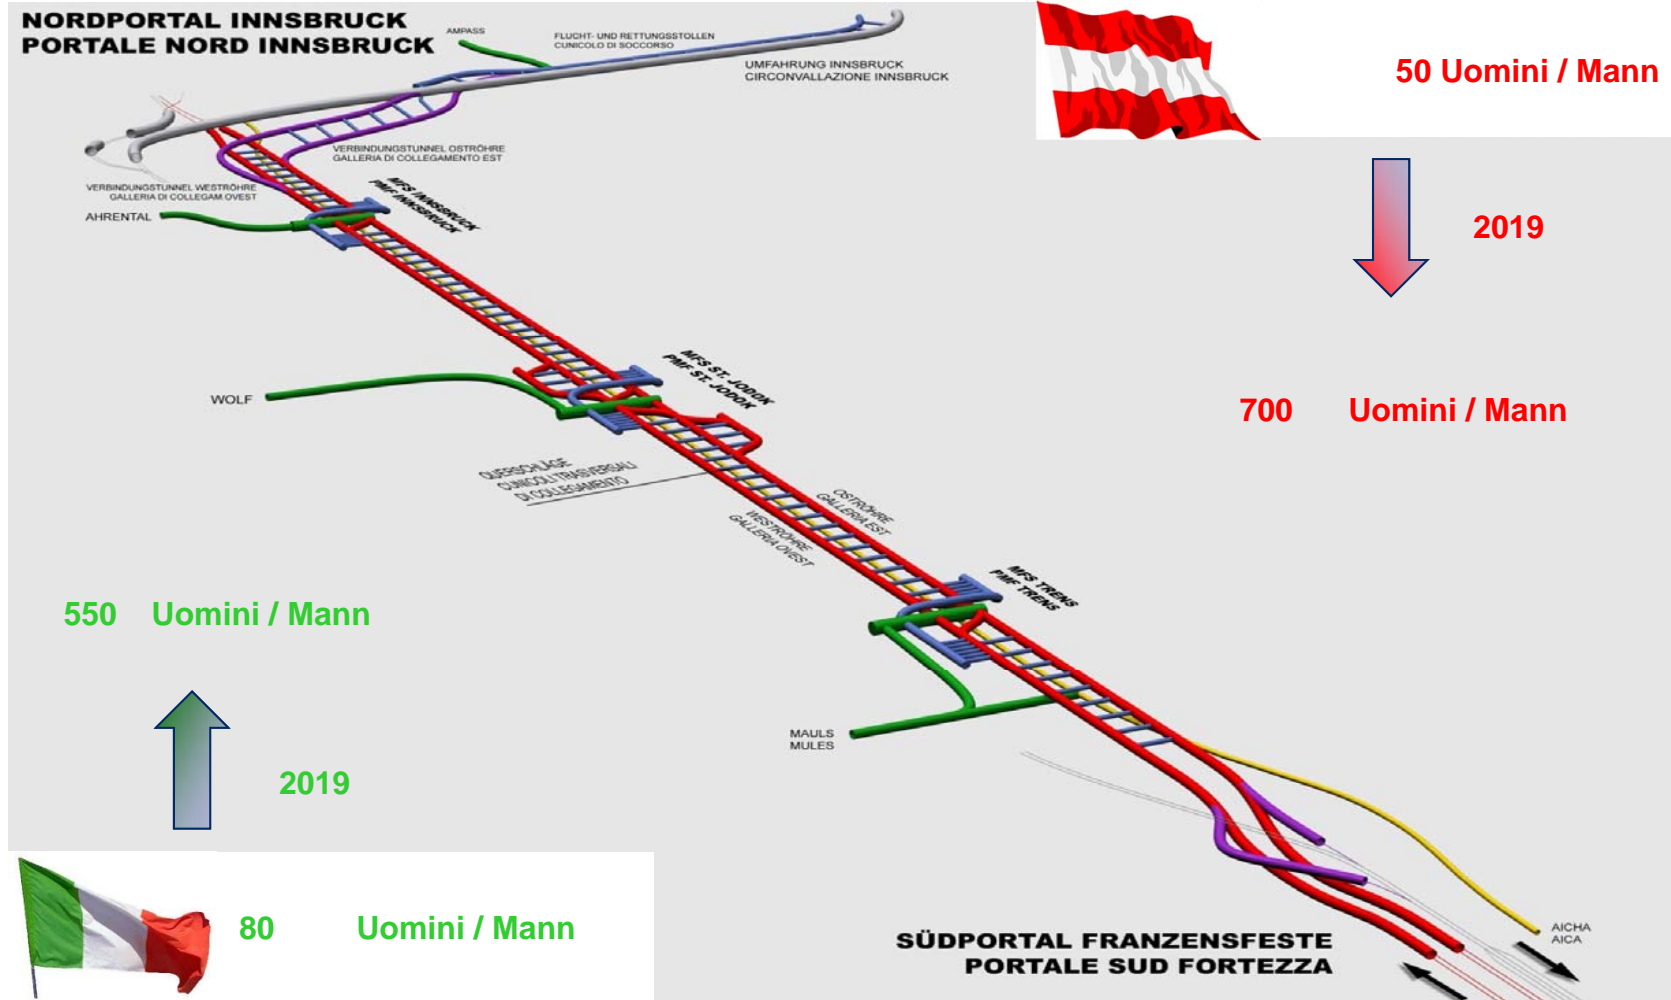 NORDPORTAL INNSBRUCK
PORTALE NORD INNSBRUCK
AMPASS
FLUCHT- UND RETTUNGSSTOLLEN
CUNICOLO DI SOCCORSO
UMFAHRUNG INNSBRUCK
CIRCONVALLAZIONE INNSBRUCK
50 Uomini / Mann
VERBINDUNGSTUNNEL OSTRÖHRE
GALLERIA DI COLLEGAMENTO EST
VERBINDUNGSTUNNEL WESTRÖHRE
GALLERIA DI COLLEGAM.OVEST
AHRENTAL
MFS INNSBRUCK
PMF INNSBRUCK
2019
WOLF
MFS ST. JODOK
PMF ST. JODOK
700 Uomini / Mann
QUERSCHLÄGE
CUNICOLI TRASVERSALI
DI COLLEGAMENTO
OSTRÖHRE
GALLERIA EST
WESTRÖHRE
GALLERIA OVEST
MFS TRENS
PMF TRENS
550 Uomini / Mann
MAULS
MULES
2019
80 Uomini / Mann
AICHA
AICA
SÜDPORTAL FRANZENSFESTE
PORTALE SUD FORTEZZA